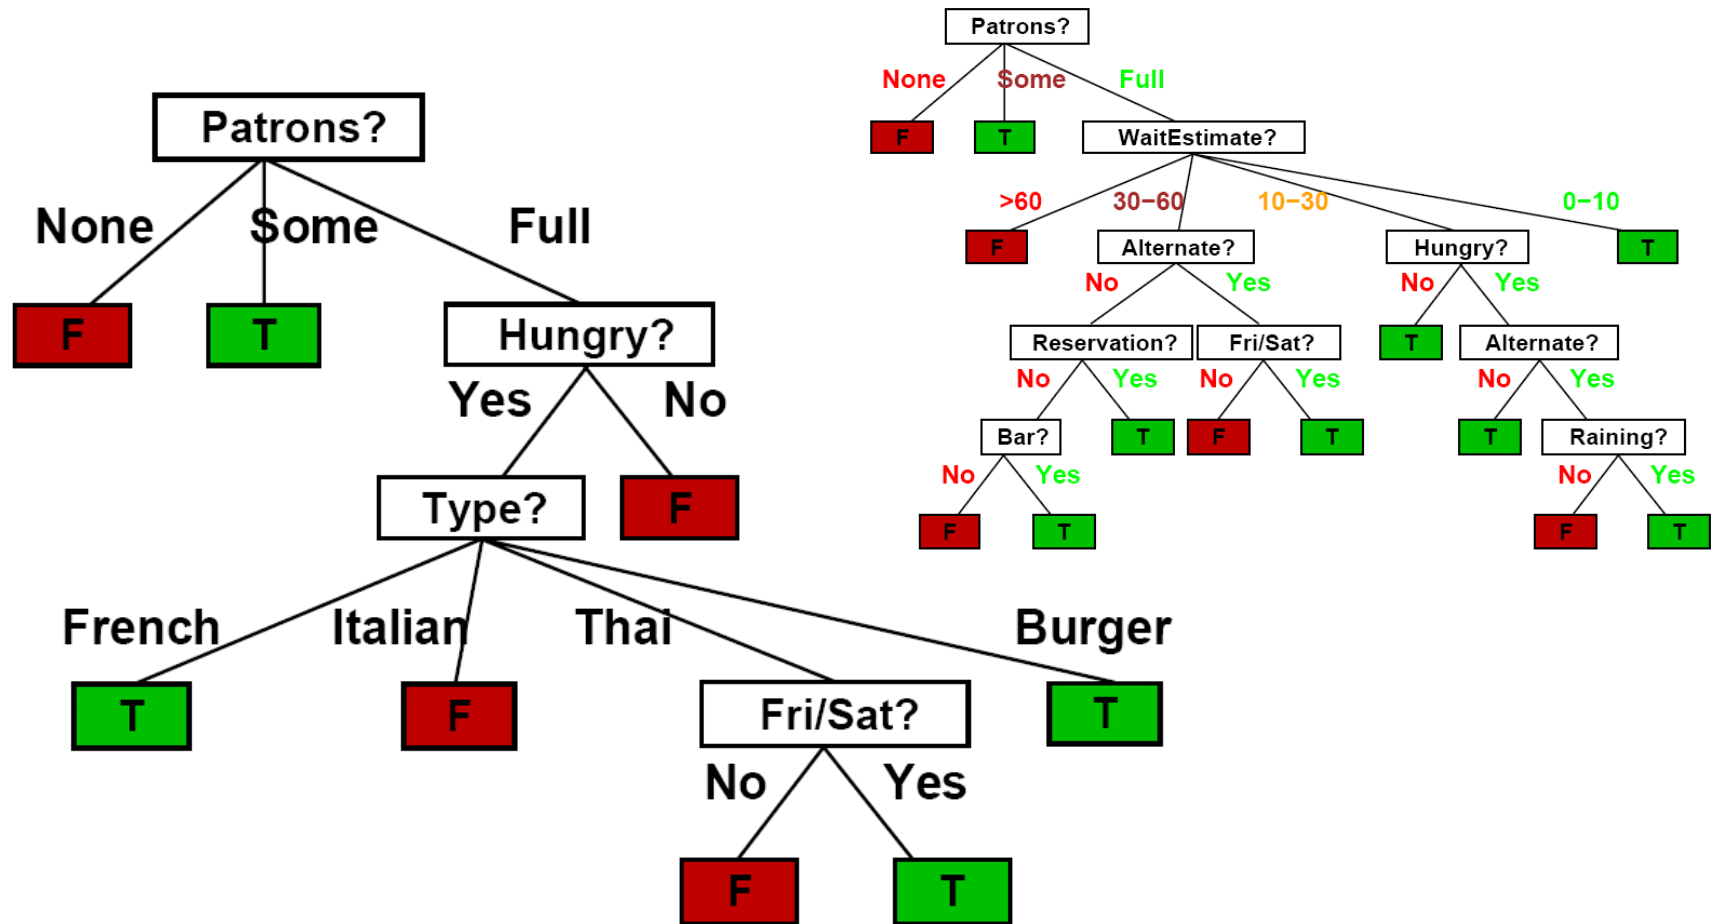 Patrons?
None Some Full
F T Hungry?
Yes No
Type? F
French Italian Thai Burger
T F Fri/Sat? T
No Yes
F T
Patrons?
None Some Full
F T WaitEstimate?
>60 30−60 10−30 0−10
F Alternate? Hungry? T
No Yes No Yes
Reservation? Fri/Sat? T Alternate?
No Yes No Yes No Yes
Bar? T F T T Raining?
No Yes No Yes
F T F T